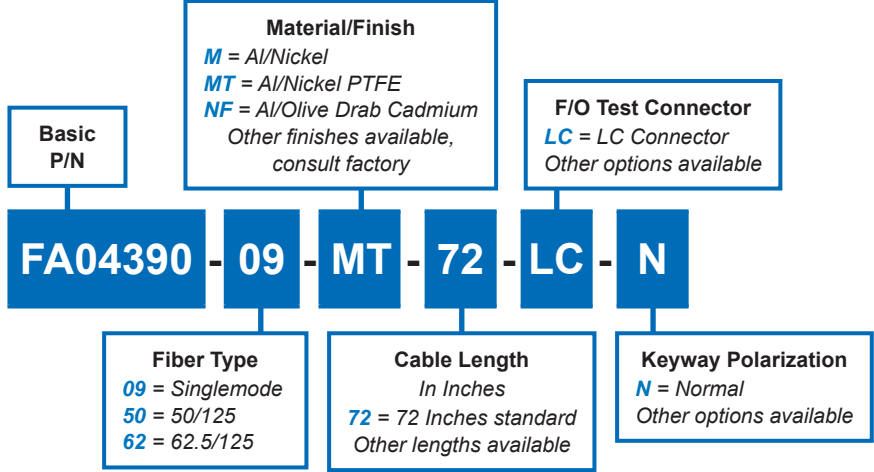 Material/Finish
M = Al/Nickel
MT = Al/Nickel PTFE
NF = Al/Olive Drab Cadmium
Other finishes available,
consult factory
F/O Test Connector
LC = LC Connector
Other options available
Basic
P/N
FA04390 - 09 - MT - 72 - LC - N
Fiber Type
09 = Singlemode
50 = 50/125
62 = 62.5/125
Cable Length
In Inches
72 = 72 Inches standard
Other lengths available
Keyway Polarization
N = Normal
Other options available